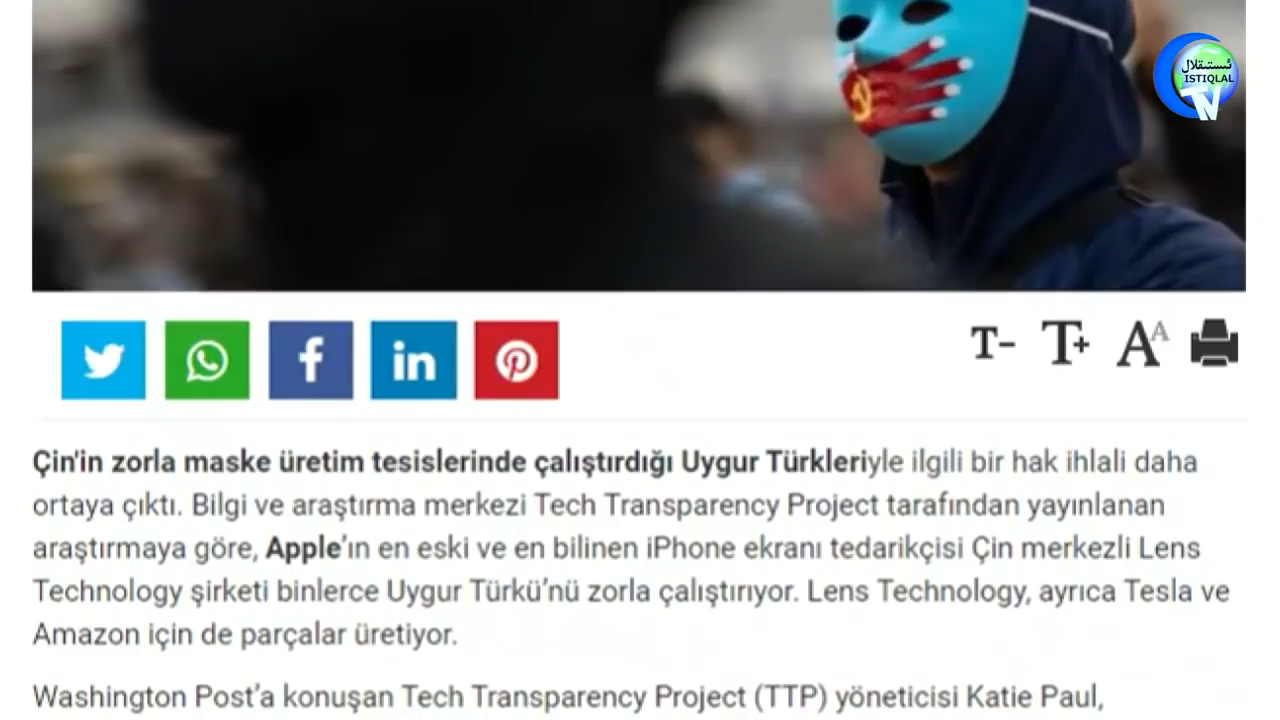 ئىستىقلال
ISTIQLAL
TV
T-
T+
AA
Çin'in zorla maske üretim tesislerinde çalıştırdığı Uygur Türkleriyle ilgili bir hak ihlali daha
ortaya çıktı. Bilgi ve araştırma merkezi Tech Transparency Project tarafından yayınlanan
araştırmaya göre, Apple’ın en eski ve en bilinen iPhone ekranı tedarikçisi Çin merkezli Lens
Technology şirketi binlerce Uygur Türkü’nü zorla çalıştırıyor. Lens Technology, ayrıca Tesla ve
Amazon için de parçalar üretiyor.
Washington Post’a konuşan Tech Transparency Project (TTP) yöneticisi Katie Paul,